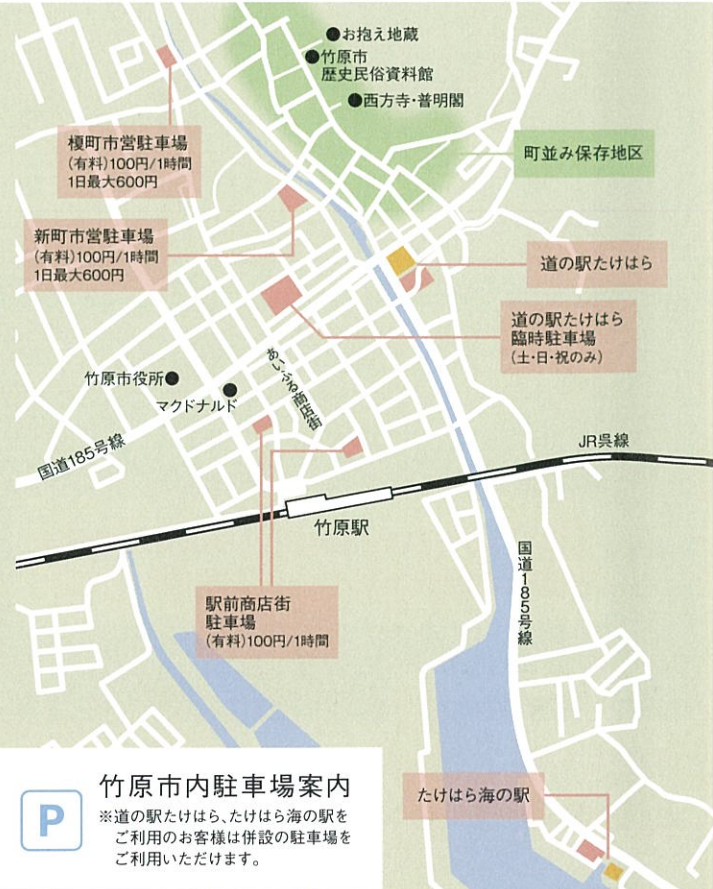 お抱え地蔵
竹原市
歴史民俗資料館
西方寺・普明閣
榎町市営駐車場
(有料)100円/1時間
1日最大600円
町並み保存地区
新町市営駐車場
(有料)100円/1時間
1日最大600円
道の駅たけはら
道の駅たけはら
臨時駐車場
(土・日・祝のみ)
竹原市役所
マクドナルド
あいふる商店街
国道185号線
JR呉線
竹原駅
国道185号線
駅前商店街
駐車場
(有料)100円/1時間
たけはら海の駅
P
竹原市内駐車場案内
※道の駅たけはら、たけはら海の駅を
ご利用のお客様は併設の駐車場を
ご利用いただけます。